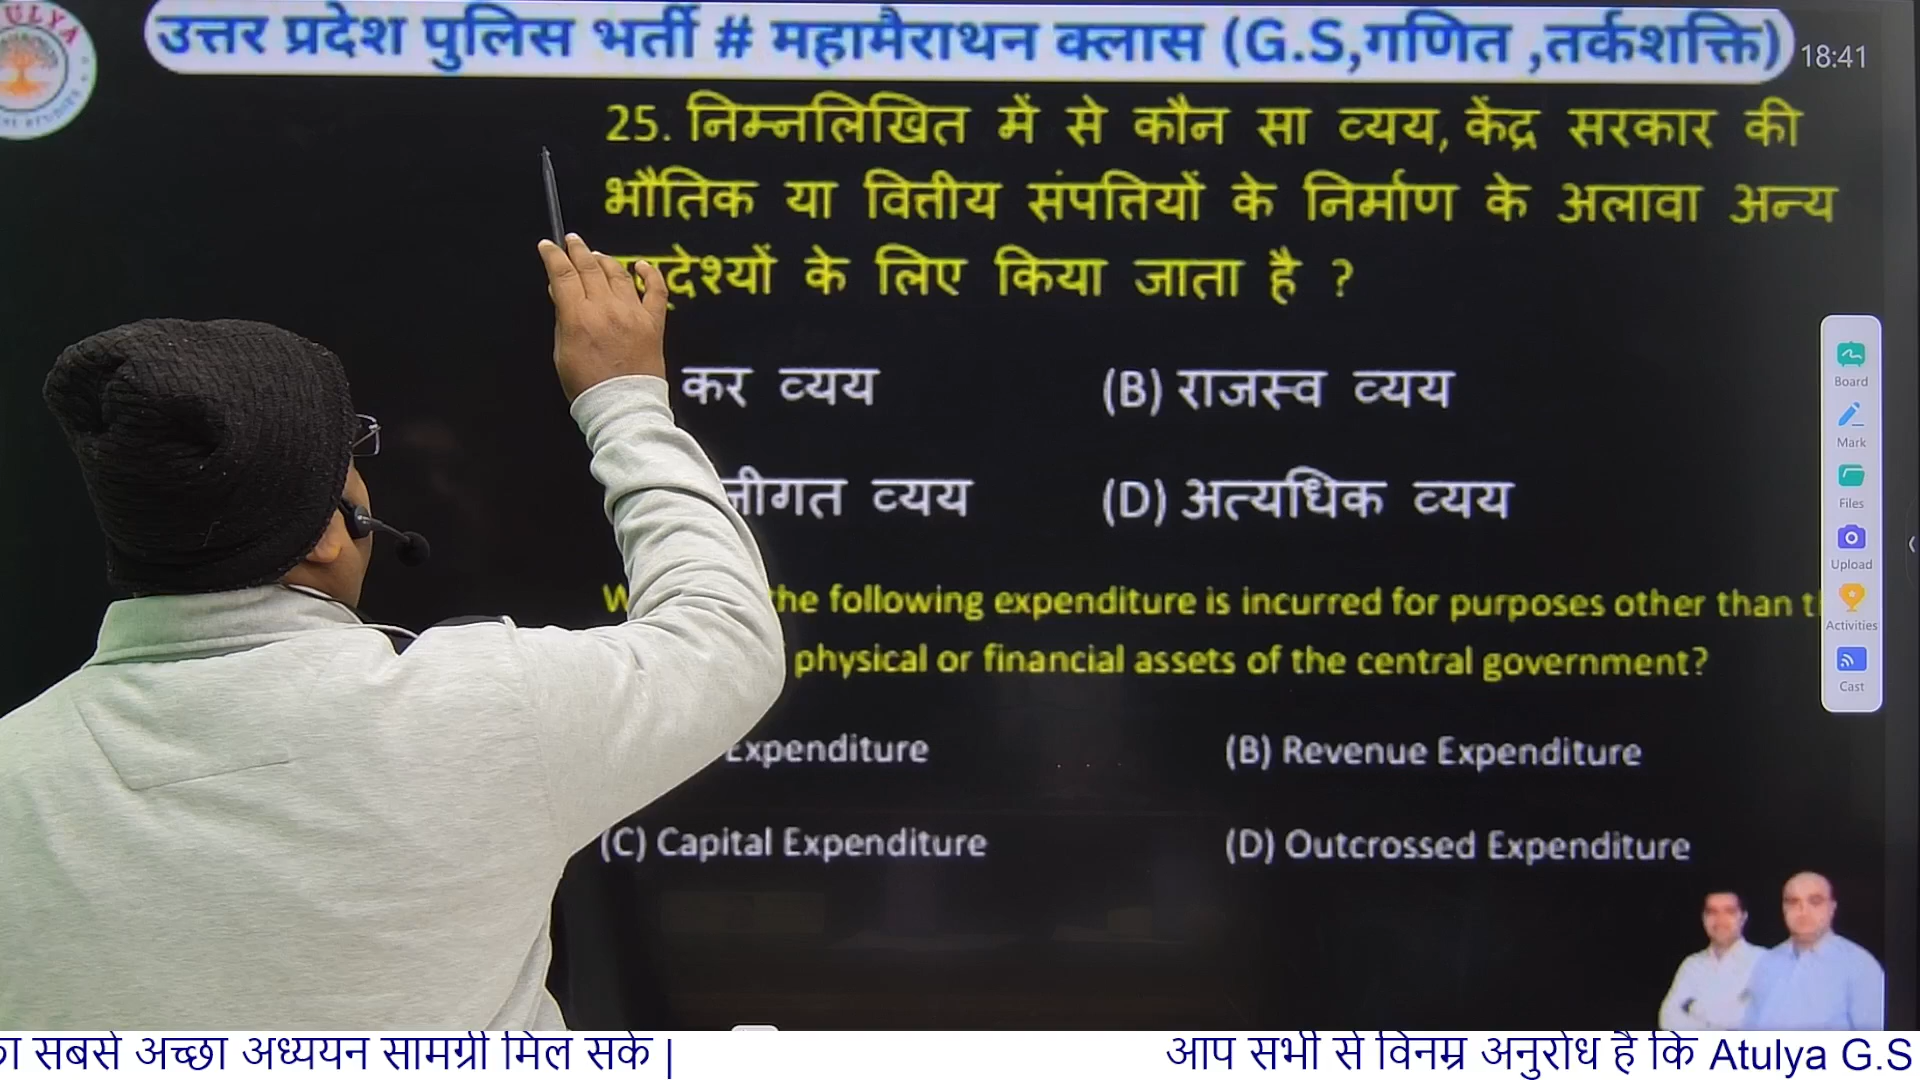 ULYA
उत्तर प्रदेश पुलिस भर्ती # महामैराथन क्लास (G.S,गणित ,तर्कशक्ति)
18:41
25. निम्नलिखित में से कौन सा व्यय, केंद्र सरकार की
भौतिक या वित्तीय संपत्तियों के निर्माण के अलावा अन्य
के लिए किया जाता है ?
कर व्यय (B) राजस्व व्यय
व्यय (D) अत्यधिक व्यय
the following expenditure is incurred for purposes other than
physical or financial assets of the central government?
Expenditure (B) Revenue Expenditure
(C) Capital Expenditure (D) Outcrossed Expenditure
Board
Mark
Files
Upload
Activities
Cast
सबसे अच्छा अध्ययन सामग्री मिल सके | आप सभी से विनम्र अनुरोध है कि Atulya G.S